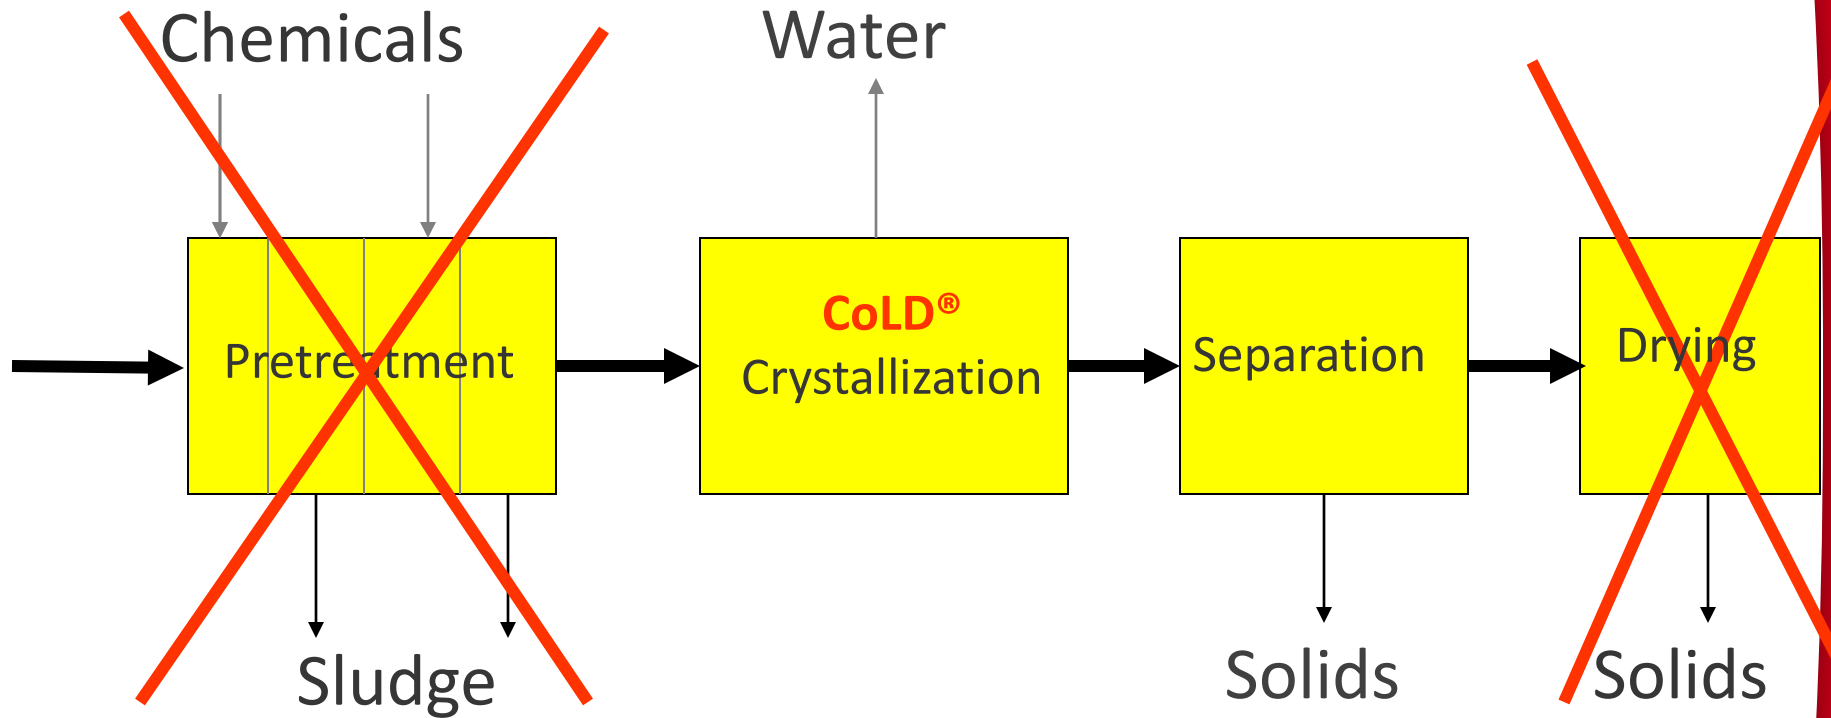 Chemicals
Water
Pretreatment
CoLD®
Crystallization
Separation
Drying
Sludge
Solids
Solids